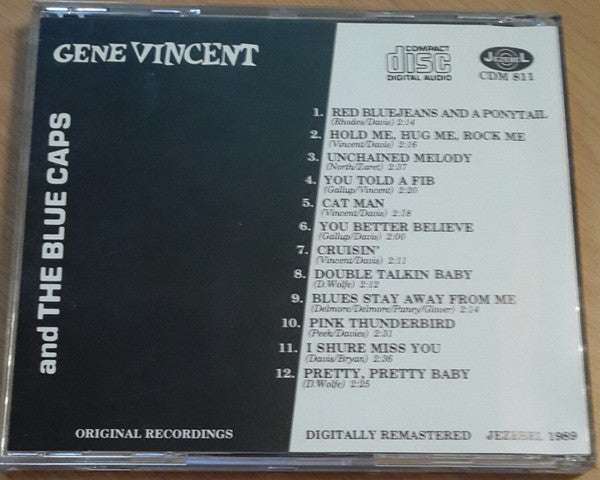 GENE VINCENT
and THE BLUE CAPS
COMPACT
disc
DIGITAL AUDIO
JEZEBEL
CDM 811
1. RED BLUEJEANS AND A PONYTAIL
(Rhodes/Davis) 2:14
2. HOLD ME, HUG ME, ROCK ME
(Vincent/Davis) 2:16
3. UNCHAINED MELODY
(North/Zaret) 2:37
4. YOU TOLD A FIB
(Gallup/Vincent) 2:20
5. CAT MAN
(Vincent/Davis) 2:18
6. YOU BETTER BELIEVE
(Gallup/Davis) 2:00
7. CRUISIN'
(Vincent/Davis) 2:11
8. DOUBLE TALKIN BABY
(D.Wolfe) 2:12
9. BLUES STAY AWAY FROM ME
(Delmore/Delmore/Raney/Glover) 2:14
10. PINK THUNDERBIRD
(Peek/Davies) 2:31
11. I SHURE MISS YOU
(Davis/Bryan) 2:36
12. PRETTY, PRETTY BABY
(D.Wolfe) 2:25
ORIGINAL RECORDINGS
DIGITALLY REMASTERED JEZEBEL 1989